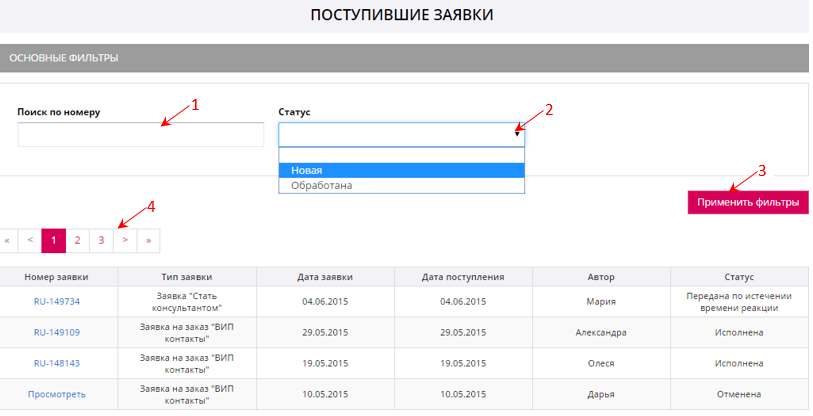 ПОСТУПИВШИЕ ЗАЯВКИ
ОСНОВНЫЕ ФИЛЬТРЫ
1
2
Поиск по номеру Статус
Новая
Обработана
3
Применить фильтры
4
« < 1 2 3 > »
Номер заявки Тип заявки Дата заявки Дата поступления Автор Статус
RU-149734 Заявка "Стать консультантом" 04.06.2015 04.06.2015 Мария Передана по истечении времени реакции
RU-149109 Заявка на заказ "ВИП контакты" 29.05.2015 29.05.2015 Александра Исполнена
RU-148143 Заявка на заказ "ВИП контакты" 19.05.2015 19.05.2015 Олеся Исполнена
Просмотреть Заявка на заказ "ВИП контакты" 10.05.2015 10.05.2015 Дарья Отменена